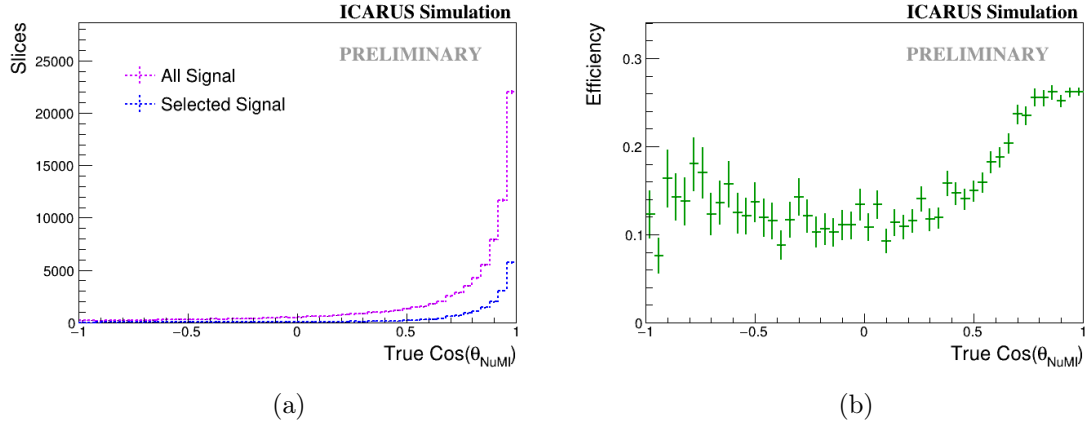 ICARUS Simulation
PRELIMINARY
Slices
25000
20000
15000
10000
5000
0
All Signal
Selected Signal
−1
−0.5
0
0.5
1
True Cos(θNuMI)
(a)
ICARUS Simulation
PRELIMINARY
Efficiency
0.3
0.2
0.1
0
−1
−0.5
0
0.5
1
True Cos(θNuMI)
(b)